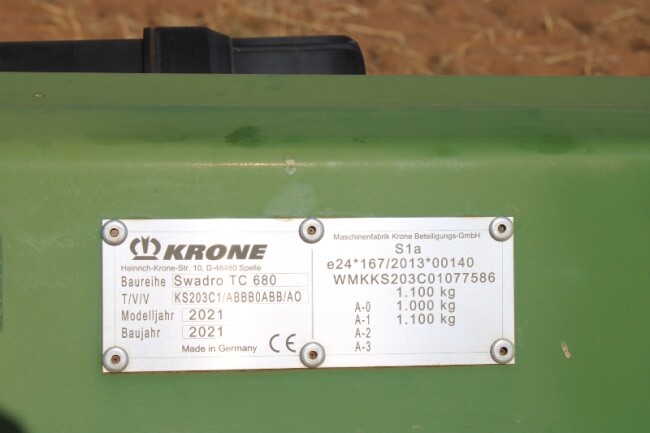 KRONE
Heinrich-Krone-Str. 10, D-48480 Spelle
Baureihe Swadro TC 680
T/V/V KS203C1/ABBB0ABB/AO
Modelljahr 2021
Baujahr 2021
Made in Germany CE
Maschinenfabrik Krone Beteiligungs-GmbH
S1a
e24*167/2013*00140
WMKKS203C01077586
1.100 kg
A-0 1.000 kg
A-1 1.100 kg
A-2
A-3